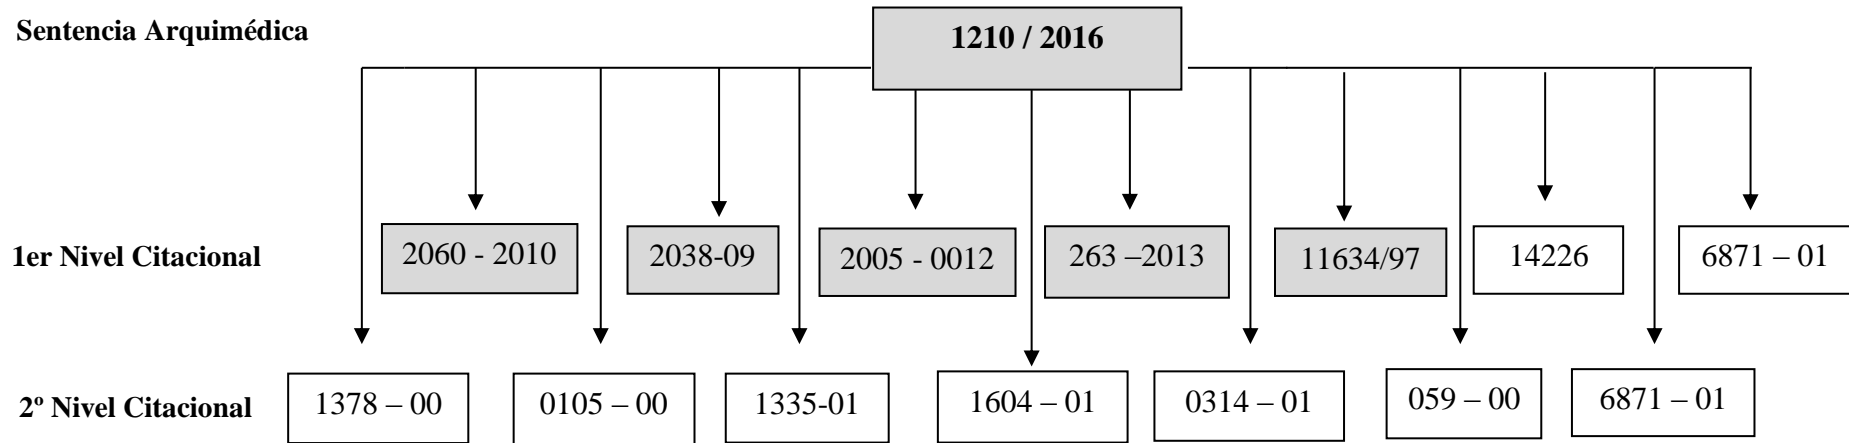 Sentencia Arquimédica
1210 / 2016
1er Nivel Citacional
2060 - 2010
2038-09
2005 - 0012
263 –2013
11634/97
14226
6871 – 01
2º Nivel Citacional
1378 – 00
0105 – 00
1335-01
1604 – 01
0314 – 01
059 – 00
6871 – 01